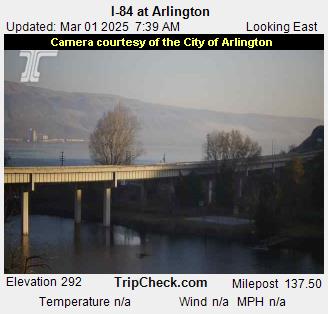 I-84 at Arlington
Updated: Mar 01 2025 7:39 AM Looking East
Camera courtesy of the City of Arlington
Elevation 292 TripCheck.com Milepost 137.50
Temperature n/a Wind n/a MPH n/a